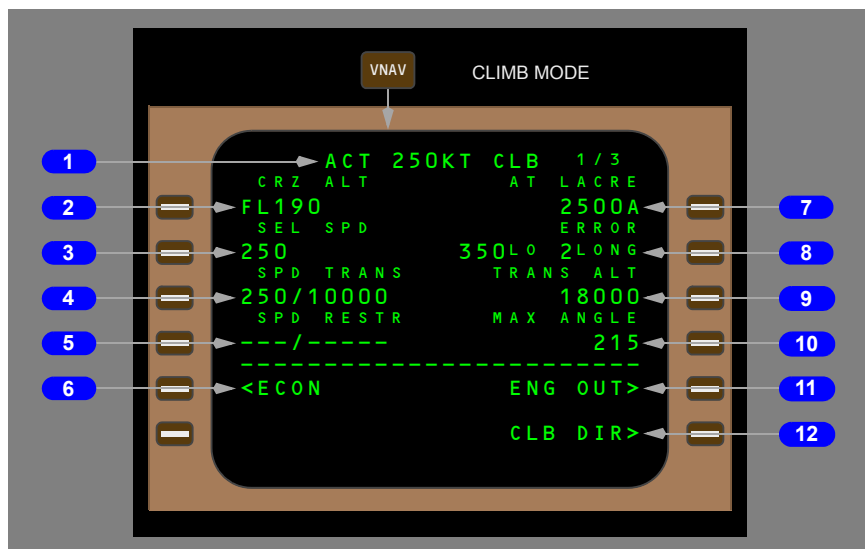 VNAV CLIMB MODE
1 ACT 250KT CLB 1/3
CRZ ALT AT LACRE
2 FL190 2500A 7
SEL SPD ERROR
3 250 350LO 2LONG 8
SPD TRANS TRANS ALT
4 250/10000 18000 9
SPD RESTR MAX ANGLE
5 ---/----- 215 10
------------------------
6 <ECON ENG OUT> 11
CLB DIR> 12